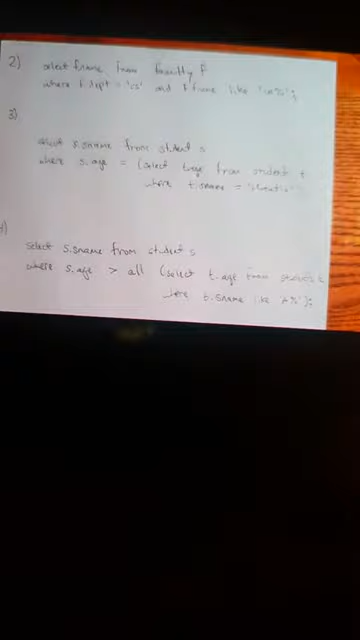 2)
select f.fname from faculty f
where f.dept = 'cs' and f.fname like
3)
select s.sname from student s
where s.age = (select t.age from student t
where t.sname =
select s.sname from student s
where s.age > all (select t.age from student t
where t.sname like 'A%');